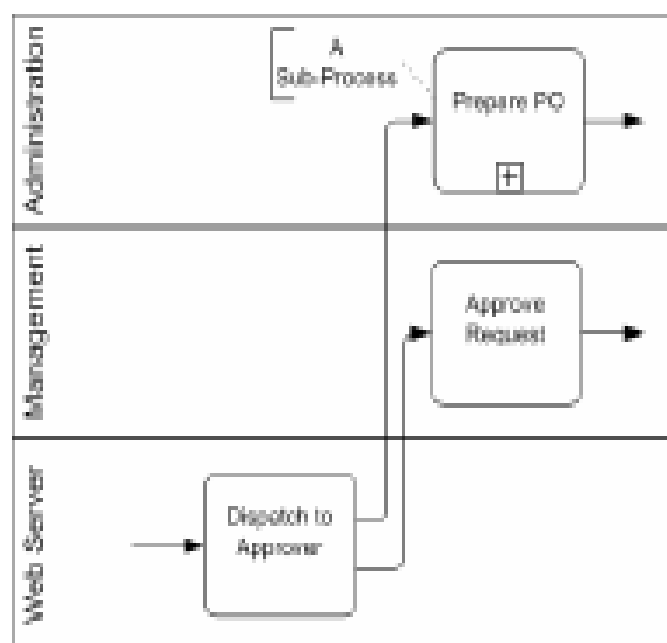 Administration
A
Sub-Process
Prepare PO
+
Management
Approve
Request
Web Server
Dispatch to
Approver